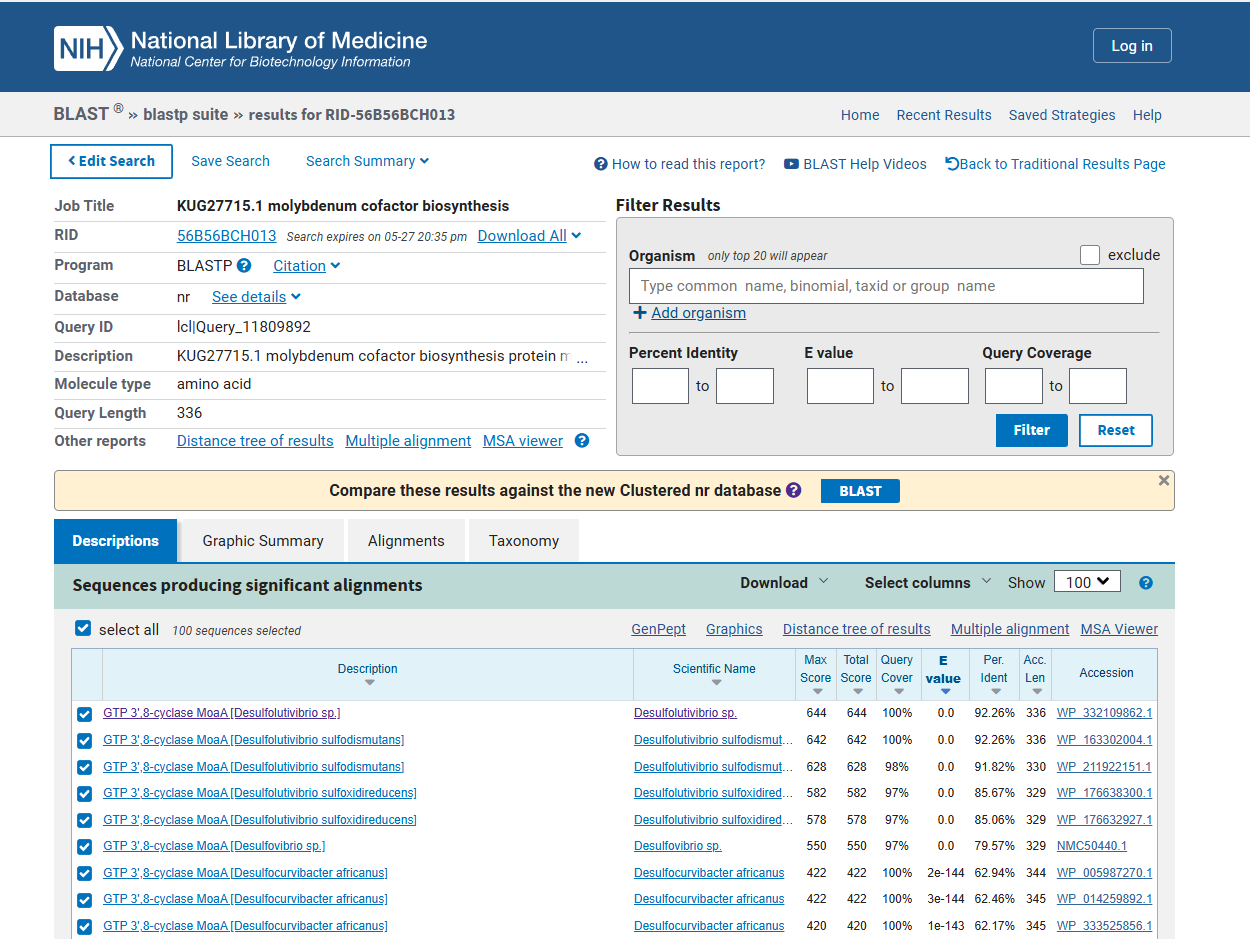 NIH National Library of Medicine
National Center for Biotechnology Information
Log in
BLAST ® » blastp suite » results for RID-56B56BCH013
Home Recent Results Saved Strategies Help
Edit Search Save Search Search Summary How to read this report? BLAST Help Videos Back to Traditional Results Page
Job Title KUG27715.1 molybdenum cofactor biosynthesis
RID 56B56BCH013 Search expires on 05-27 20:35 pm Download All
Program BLASTP Citation
Database nr See details
Query ID lcl|Query_11809892
Description KUG27715.1 molybdenum cofactor biosynthesis protein ...
Molecule type amino acid
Query Length 336
Other reports Distance tree of results Multiple alignment MSA viewer
Filter Results
Organism only top 20 will appear exclude
Type common name, binomial, taxid or group name
Add organism
Percent Identity E value Query Coverage
to to to
Filter Reset
Compare these results against the new Clustered nr database BLAST
Descriptions Graphic Summary Alignments Taxonomy
Sequences producing significant alignments Download Select columns Show 100
select all 100 sequences selected GenPept Graphics Distance tree of results Multiple alignment MSA Viewer
Description Scientific Name Max Score Total Score Query Cover E value Per. Ident Acc. Len Accession
GTP 3',8-cyclase MoaA [Desulfolutivibrio sp.] Desulfolutivibrio sp. 644 644 100% 0.0 92.26% 336 WP_332109862.1
GTP 3',8-cyclase MoaA [Desulfolutivibrio sulfodismutans] Desulfolutivibrio sulfodismut... 642 642 100% 0.0 92.26% 336 WP_163302004.1
GTP 3',8-cyclase MoaA [Desulfolutivibrio sulfodismutans] Desulfolutivibrio sulfodismut... 628 628 98% 0.0 91.82% 330 WP_211922151.1
GTP 3',8-cyclase MoaA [Desulfolutivibrio sulfoxidireducens] Desulfolutivibrio sulfoxidired... 582 582 97% 0.0 85.67% 329 WP_176638300.1
GTP 3',8-cyclase MoaA [Desulfolutivibrio sulfoxidireducens] Desulfolutivibrio sulfoxidired... 578 578 97% 0.0 85.06% 329 WP_176632927.1
GTP 3',8-cyclase MoaA [Desulfovibrio sp.] Desulfovibrio sp. 550 550 97% 0.0 79.57% 329 NMC50440.1
GTP 3',8-cyclase MoaA [Desulfocurvibacter africanus] Desulfocurvibacter africanus 422 422 100% 2e-144 62.94% 344 WP_005987270.1
GTP 3',8-cyclase MoaA [Desulfocurvibacter africanus] Desulfocurvibacter africanus 422 422 100% 3e-144 62.46% 345 WP_014259892.1
GTP 3',8-cyclase MoaA [Desulfocurvibacter africanus] Desulfocurvibacter africanus 420 420 100% 1e-143 62.17% 345 WP_333525856.1